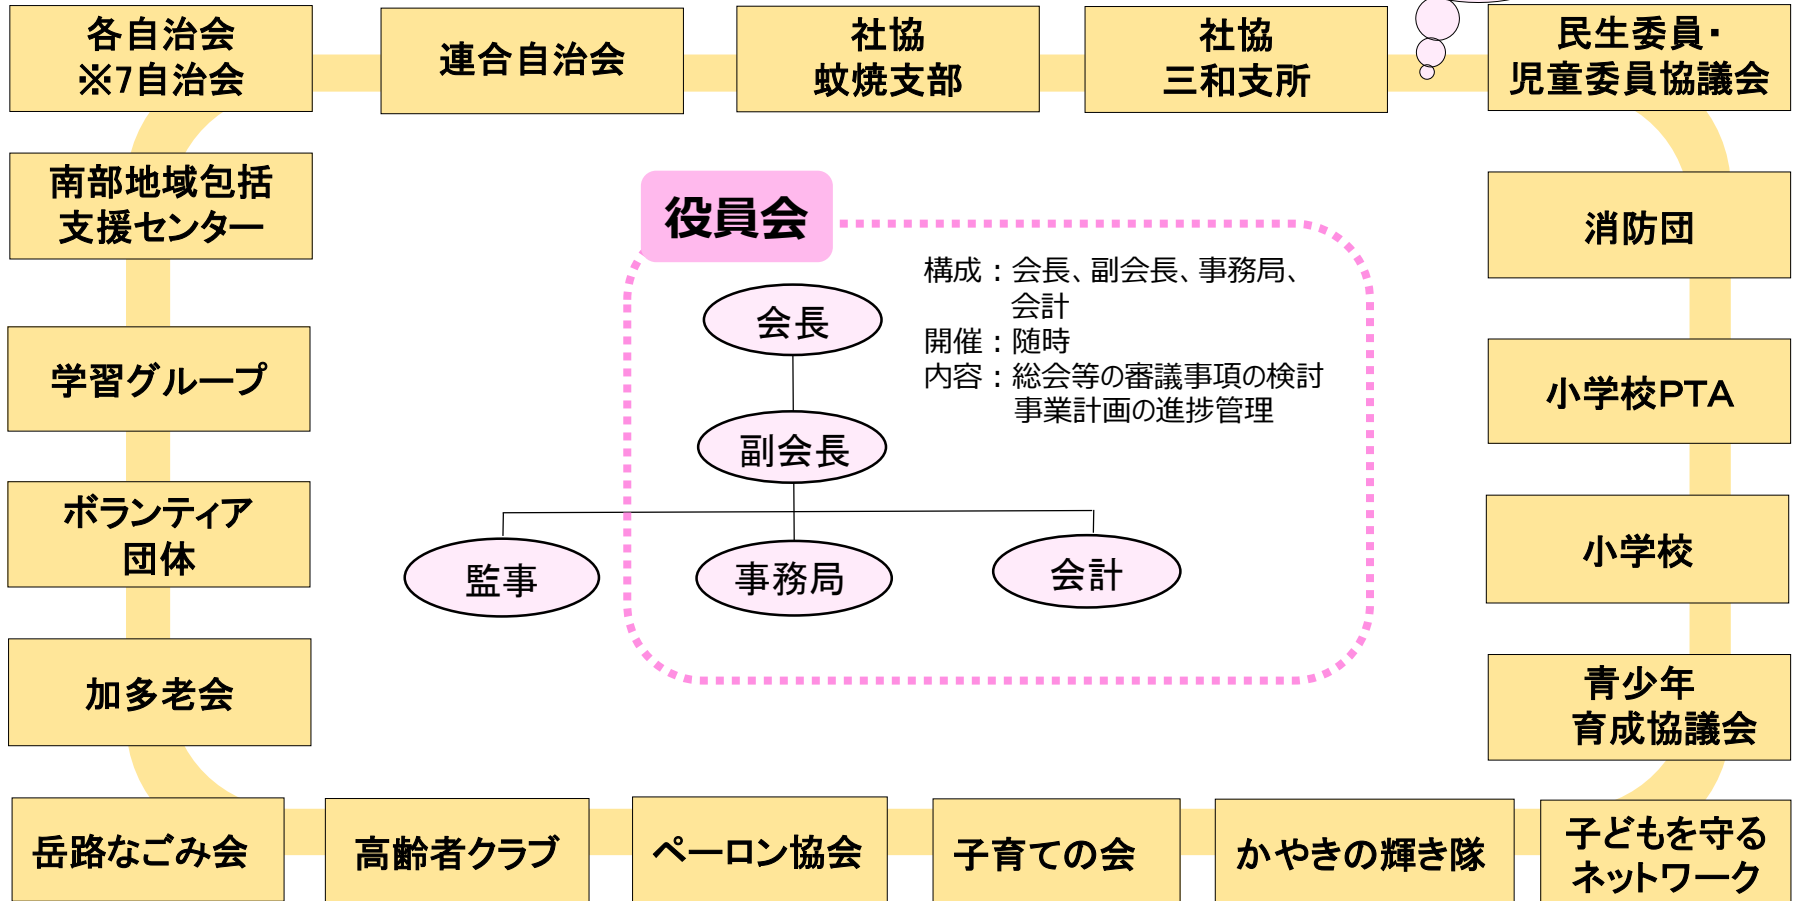 各自治会
※7自治会
連合自治会
社協
蚊焼支部
社協
三和支所
民生委員・
児童委員協議会
南部地域包括
支援センター
学習グループ
ボランティア
団体
加多老会
役員会
構成：会長、副会長、事務局、
会計
開催：随時
内容：総会等の審議事項の検討
事業計画の進捗管理
会長
副会長
監事
事務局
会計
消防団
小学校PTA
小学校
青少年
育成協議会
岳路なごみ会
高齢者クラブ
ペーロン協会
子育ての会
かやきの輝き隊
子どもを守る
ネットワーク